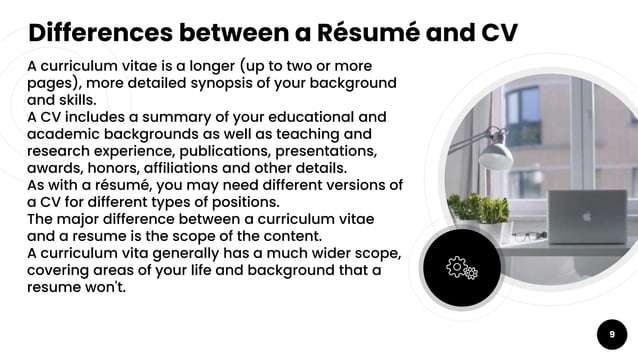 Differences between a Résumé and CV
A curriculum vitae is a longer (up to two or more
pages), more detailed synopsis of your background
and skills.
A CV includes a summary of your educational and
academic backgrounds as well as teaching and
research experience, publications, presentations,
awards, honors, affiliations and other details.
As with a résumé, you may need different versions of
a CV for different types of positions.
The major difference between a curriculum vitae
and a resume is the scope of the content.
A curriculum vita generally has a much wider scope,
covering areas of your life and background that a
resume won't.
9